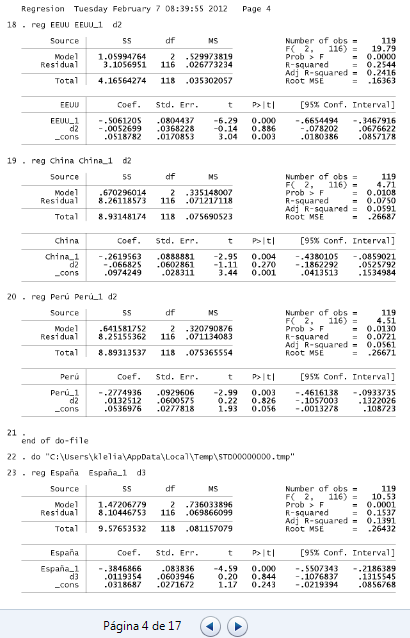 Regresion Tuesday February 7 08:39:55 2012 Page 4
18 . reg EEUU EEUU_1 d2
Source SS df MS Number of obs = 119
F( 2, 116) = 19.79
Model 1.05994764 2 .529973819 Prob > F = 0.0000
Residual 3.1056951 116 .026773234 R-squared = 0.2544
Adj R-squared = 0.2416
Total 4.16564274 118 .035302057 Root MSE = .16363
EEUU Coef. Std. Err. t P>|t| [95% Conf. Interval]
EEUU_1 -.5061205 .0804437 -6.29 0.000 -.6654494 -.3467916
d2 -.0052699 .0368228 -0.14 0.886 -.078202 .0676622
_cons .0518782 .0170853 3.04 0.003 .0180386 .0857178
19 . reg China China_1 d2
Source SS df MS Number of obs = 119
F( 2, 116) = 4.71
Model .670296014 2 .335148007 Prob > F = 0.0108
Residual 8.26118573 116 .071217118 R-squared = 0.0750
Adj R-squared = 0.0591
Total 8.93148174 118 .075690523 Root MSE = .26687
China Coef. Std. Err. t P>|t| [95% Conf. Interval]
China_1 -.2619563 .0888881 -2.95 0.004 -.4380105 -.0859021
d2 -.066825 .0602861 -1.11 0.270 -.1862292 .0525792
_cons .0974249 .028311 3.44 0.001 .0413513 .1534984
20 . reg Perú Perú_1 d2
Source SS df MS Number of obs = 119
F( 2, 116) = 4.51
Model .641581752 2 .320790876 Prob > F = 0.0130
Residual 8.25155362 116 .071134083 R-squared = 0.0721
Adj R-squared = 0.0561
Total 8.89313537 118 .075365554 Root MSE = .26671
Perú Coef. Std. Err. t P>|t| [95% Conf. Interval]
Perú_1 -.2774936 .0929606 -2.99 0.003 -.4616138 -.0933735
d2 .0132512 .0600575 0.22 0.826 -.1057003 .1322026
_cons .0536976 .0277818 1.93 0.056 -.0013278 .108723
21 .
end of do-file
22 . do "C:\Users\klelia\AppData\Local\Temp\STD00000000.tmp"
23 . reg España España_1 d3
Source SS df MS Number of obs = 119
F( 2, 116) = 10.53
Model 1.47206779 2 .736033896 Prob > F = 0.0001
Residual 8.10446753 116 .069866099 R-squared = 0.1537
Adj R-squared = 0.1391
Total 9.57653532 118 .081157079 Root MSE = .26432
España Coef. Std. Err. t P>|t| [95% Conf. Interval]
España_1 -.3846866 .083836 -4.59 0.000 -.5507343 -.2186389
d3 .0119354 .0603946 0.20 0.844 -.1076837 .1315545
_cons .0318687 .0271672 1.17 0.243 -.0219394 .0856768
Página 4 de 17